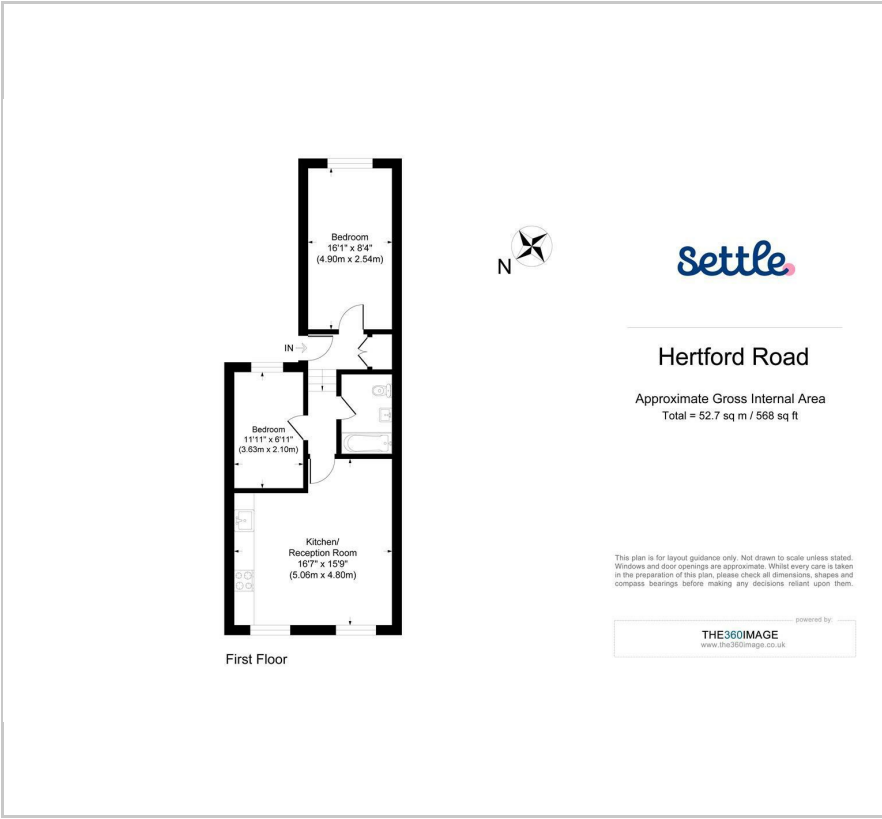 Bedroom
16'1" x 8'4"
(4.90m x 2.54m)
IN
Bedroom
11'11" x 6'11"
(3.63m x 2.10m)
Kitchen/
Reception Room
16'7" x 15'9"
(5.06m x 4.80m)
First Floor
N
settle
Hertford Road
Approximate Gross Internal Area
Total = 52.7 sq m / 568 sq ft
This plan is for layout guidance only. Not drawn to scale unless stated.
Windows and door openings are approximate. Whilst every care is taken
in the preparation of this plan, please check all dimensions, shapes and
compass bearings before making any decisions reliant upon them.
powered by:
THE360IMAGE
www.the360image.co.uk